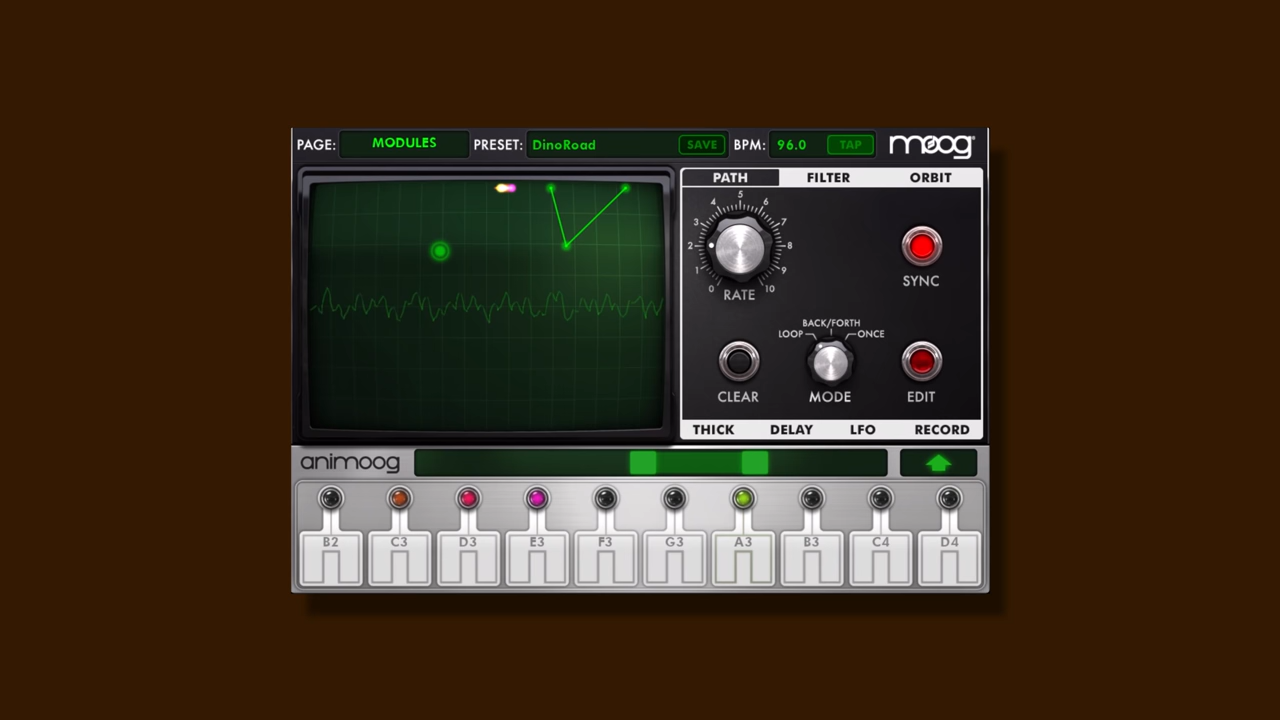 PAGE: MODULES PRESET: DinoRoad SAVE BPM: 96.0 TAP moog
PATH FILTER ORBIT
0 1 2 3 4 5 6 7 8 9 10
RATE
SYNC
BACK/FORTH
LOOP ONCE
CLEAR MODE EDIT
THICK DELAY LFO RECORD
animoog
B2 C3 D3 E3 F3 G3 A3 B3 C4 D4